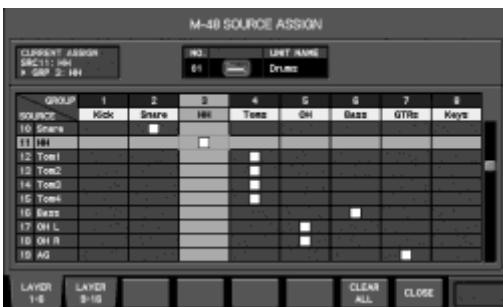 M-48 SOURCE ASSIGN
CURRENT ASSIGN
SRC11: HH
> GRP 3: HH
NO. UNIT NAME
01 Drums
GROUP 1 2 3 4 5 6 7 8
SOURCE Kick Snare HH Toms OH Bass GTRs Keys
10 Snare
11 HH
12 Tom1
13 Tom2
14 Tom3
15 Tom4
16 Bass
17 OH L
18 OH R
19 AG
LAYER 1-8 LAYER 9-16 CLEAR ALL CLOSE